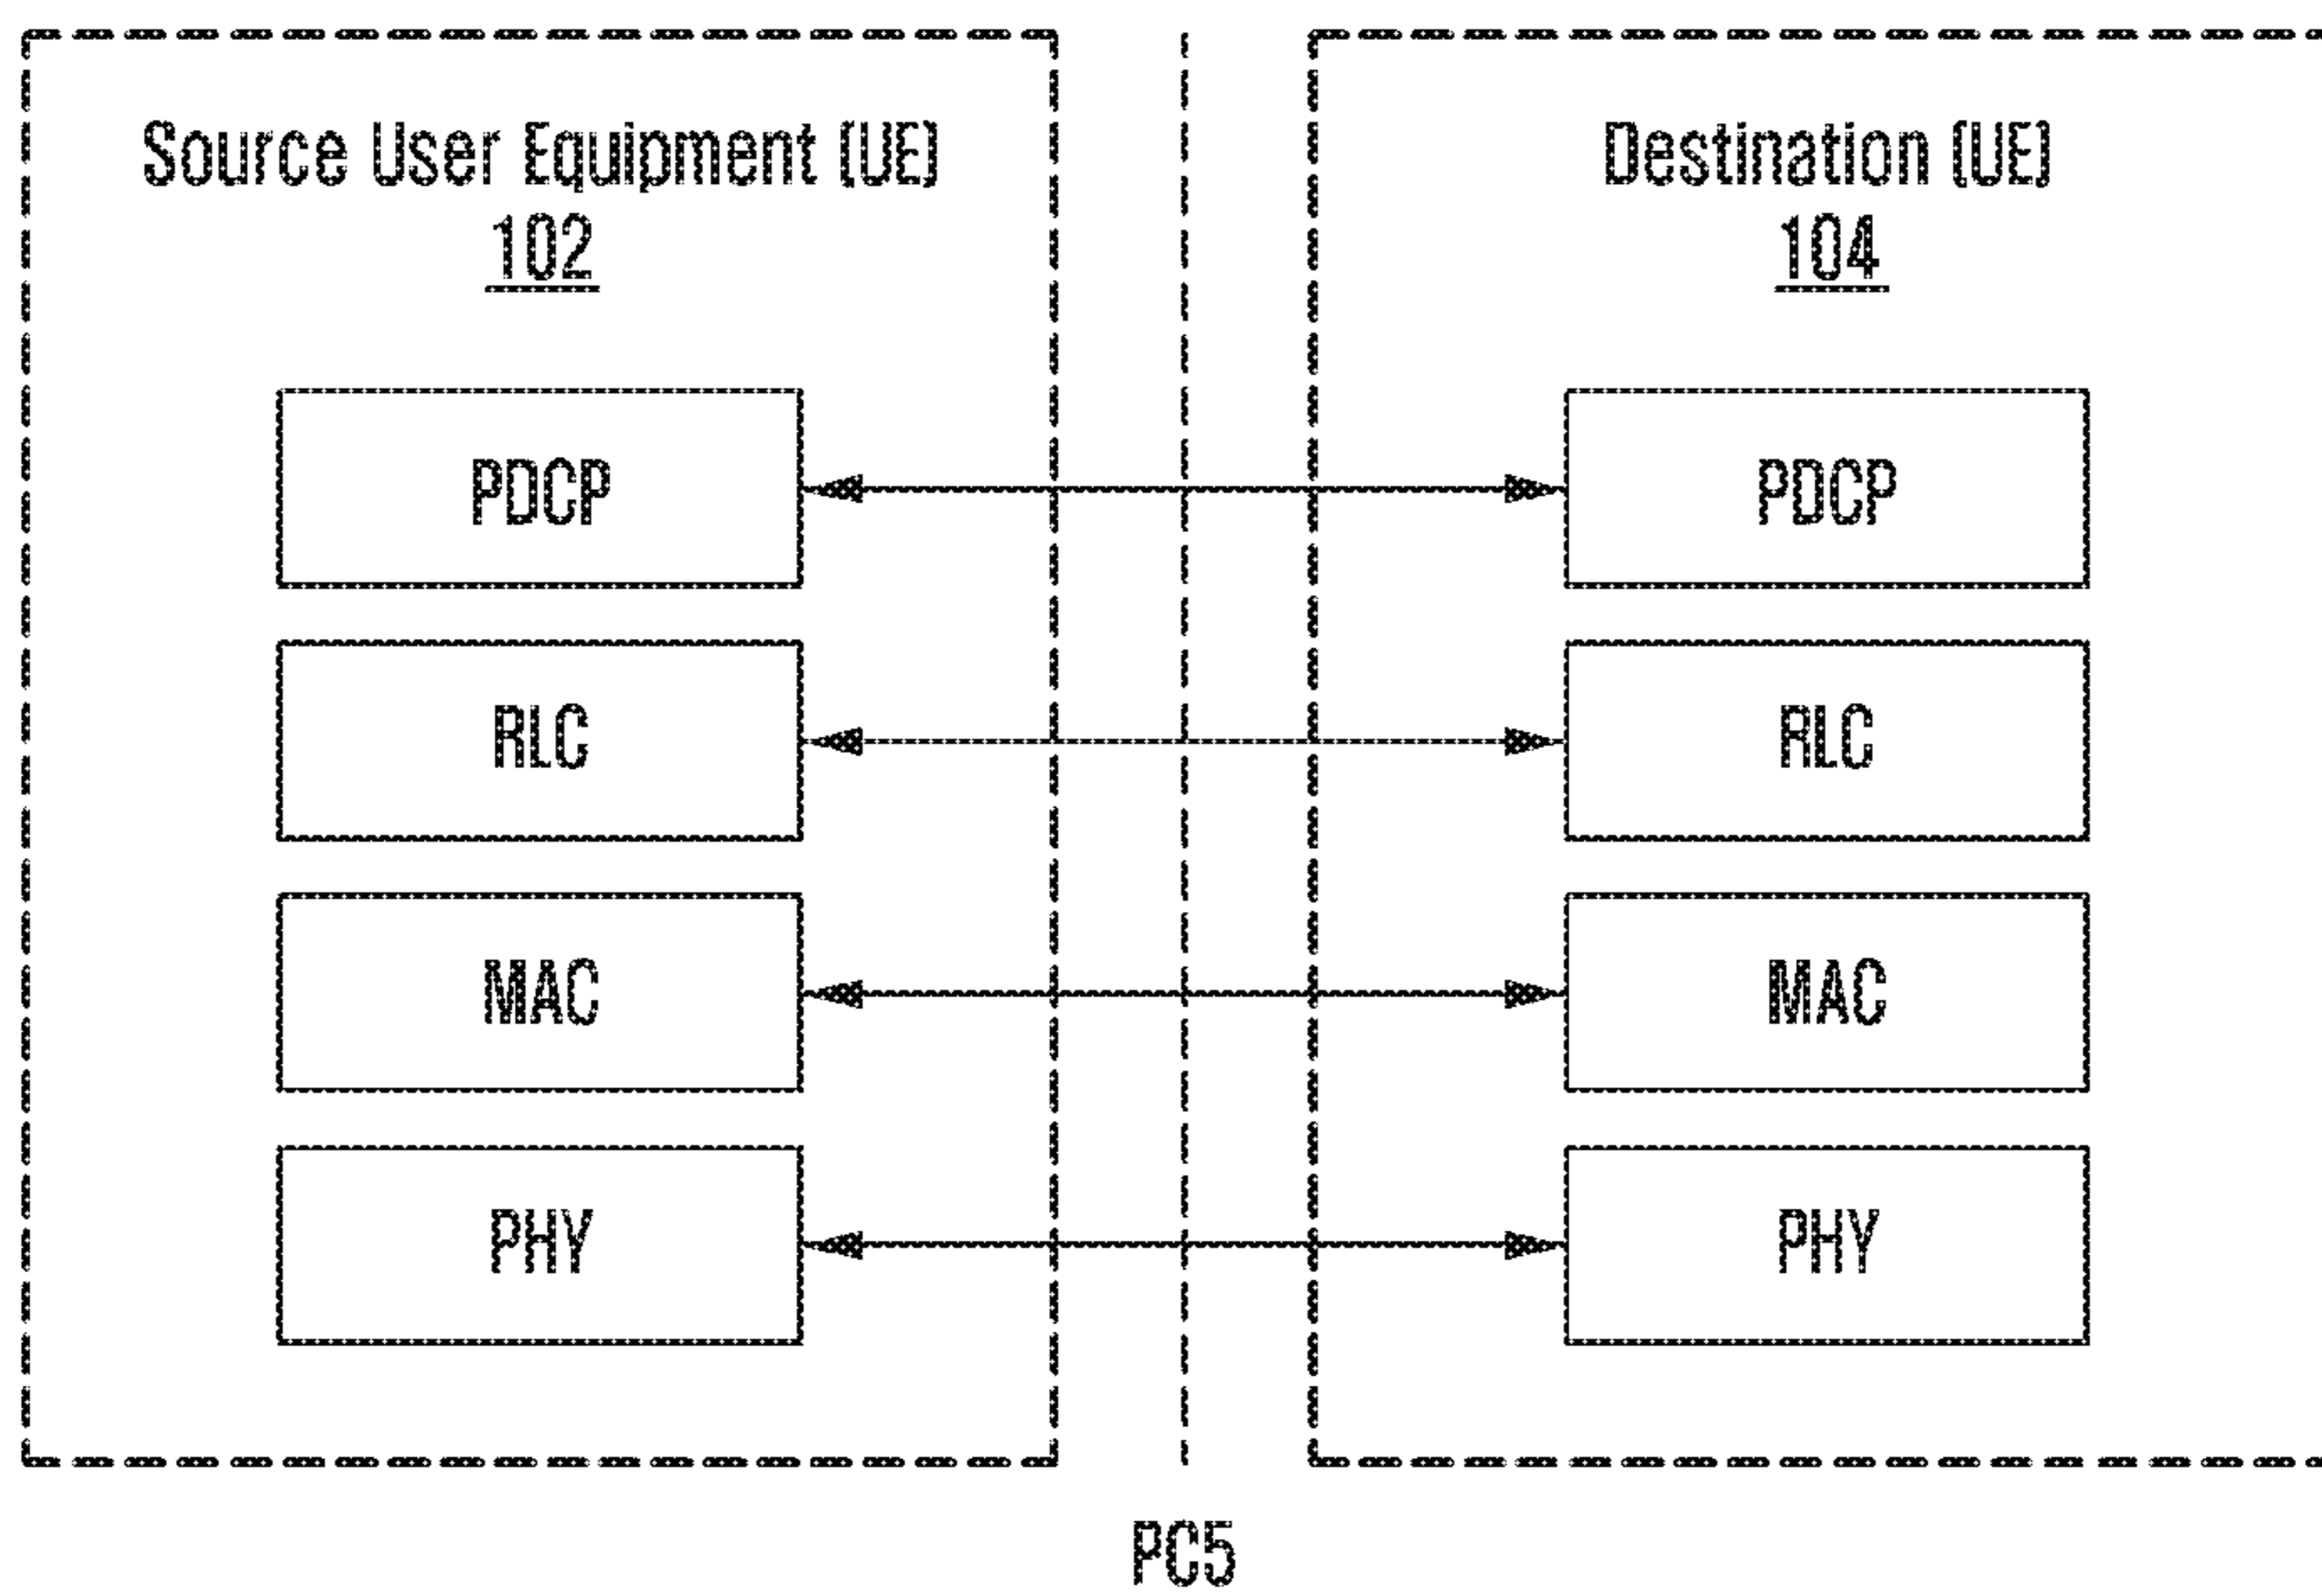 Source User Equipment (UE)
102
PDCP
RLC
MAC
PHY
Destination (UE)
104
PDCP
RLC
MAC
PHY
PC5